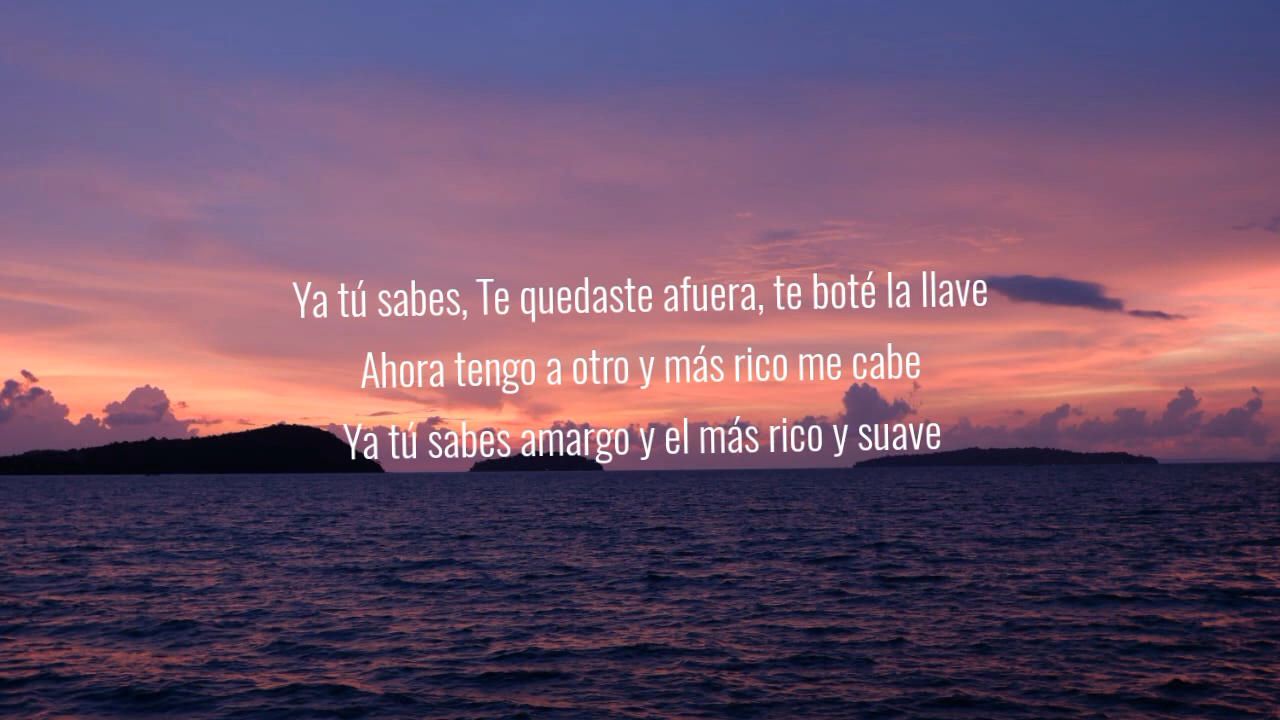 Ya tú sabes, Te quedaste afuera, te boté la llave
Ahora tengo a otro y más rico me cabe
Ya tú sabes amargo y el más rico y suave